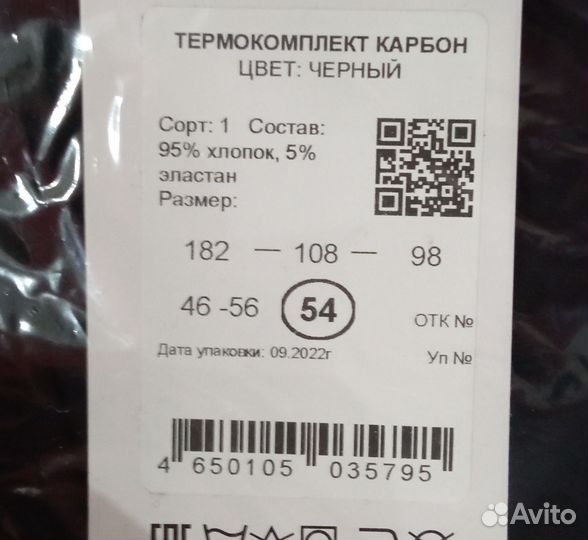 ТЕРМОКОМПЛЕКТ КАРБОН
ЦВЕТ: ЧЕРНЫЙ
Сорт: 1 Состав:
95% хлопок, 5%
эластан
Размер:
182 — 108 — 98
46 -56 54
ОТК №
Дата упаковки: 09.2022г
Уп №
4 650105 035795
Avito